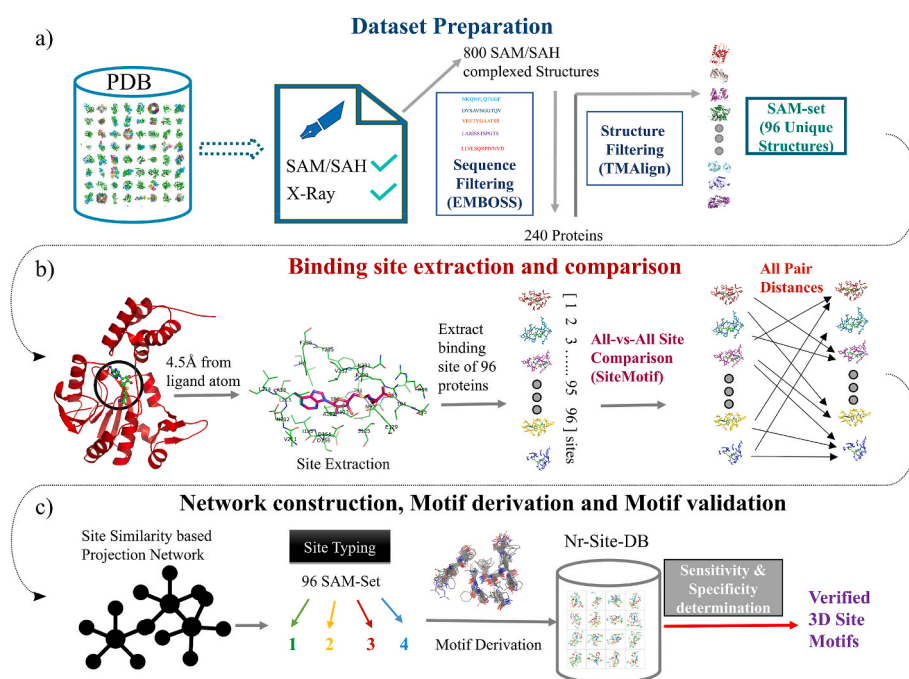 Dataset Preparation
a)
PDB
SAM/SAH
X-Ray
800 SAM/SAH
complexed Structures
Sequence
Filtering
(EMBOSS)
240 Proteins
Structure
Filtering
(TMAlign)
SAM-set
(96 Unique
Structures)
b)
Binding site extraction and comparison
4.5Å from
ligand atom
Site Extraction
Extract
binding
site of 96
proteins
[ 1 2 3 ...... 95 96 ] sites
All-vs-All Site
Comparison
(SiteMotif)
All Pair
Distances
c)
Network construction, Motif derivation and Motif validation
Site Similarity based
Projection Network
Site Typing
96 SAM-Set
1 2 3 4
Motif Derivation
Nr-Site-DB
Sensitivity &
Specificity
determination
Verified
3D Site
Motifs